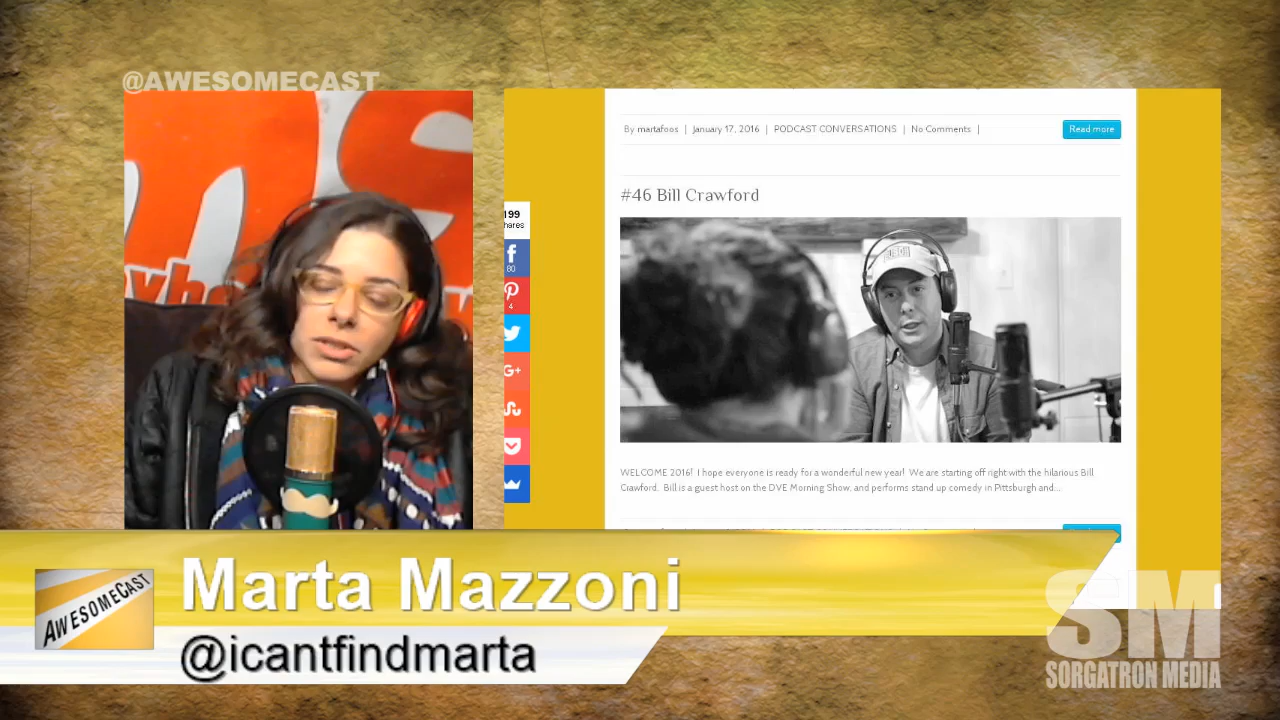 @AWESOMECAST
By martafoos | January 17, 2016 | PODCAST CONVERSATIONS | No Comments |
Read more
#46 Bill Crawford
199
hares
80
4
G+
WELCOME 2016! I hope everyone is ready for a wonderful new year! We are starting off right with the hilarious Bill
Crawford. Bill is a guest host on the DVE Morning Show, and performs stand up comedy in Pittsburgh and...
AWESOMECAST
Marta Mazzoni
@icantfindmarta
SM
SORGATRON MEDIA